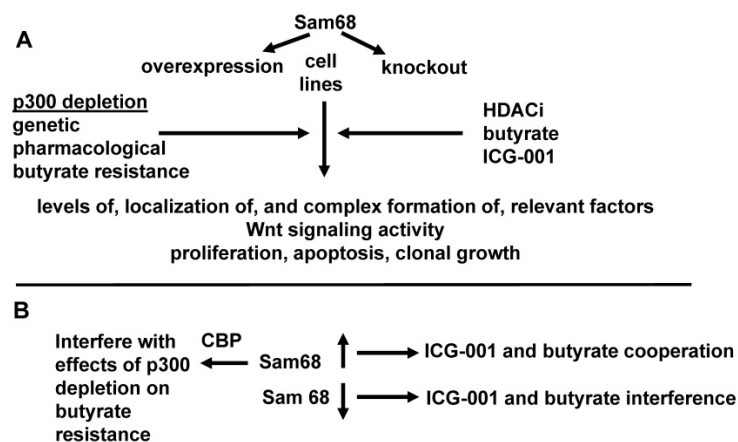 A
Sam68
overexpression
cell
lines
knockout
p300 depletion
genetic
pharmacological
butyrate resistance
HDACi
butyrate
ICG-001
levels of, localization of, and complex formation of, relevant factors
Wnt signaling activity
proliferation, apoptosis, clonal growth
B
Interfere with
effects of p300
depletion on
butyrate
resistance
CBP
Sam68
ICG-001 and butyrate cooperation
Sam 68
ICG-001 and butyrate interference